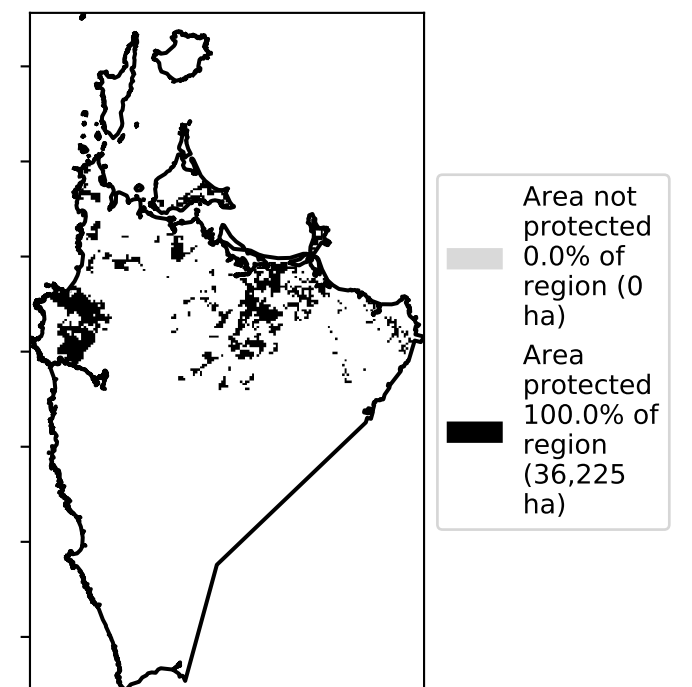 Area not
protected
0.0% of
region (0
ha)
Area
protected
100.0% of
region
(36,225
ha)